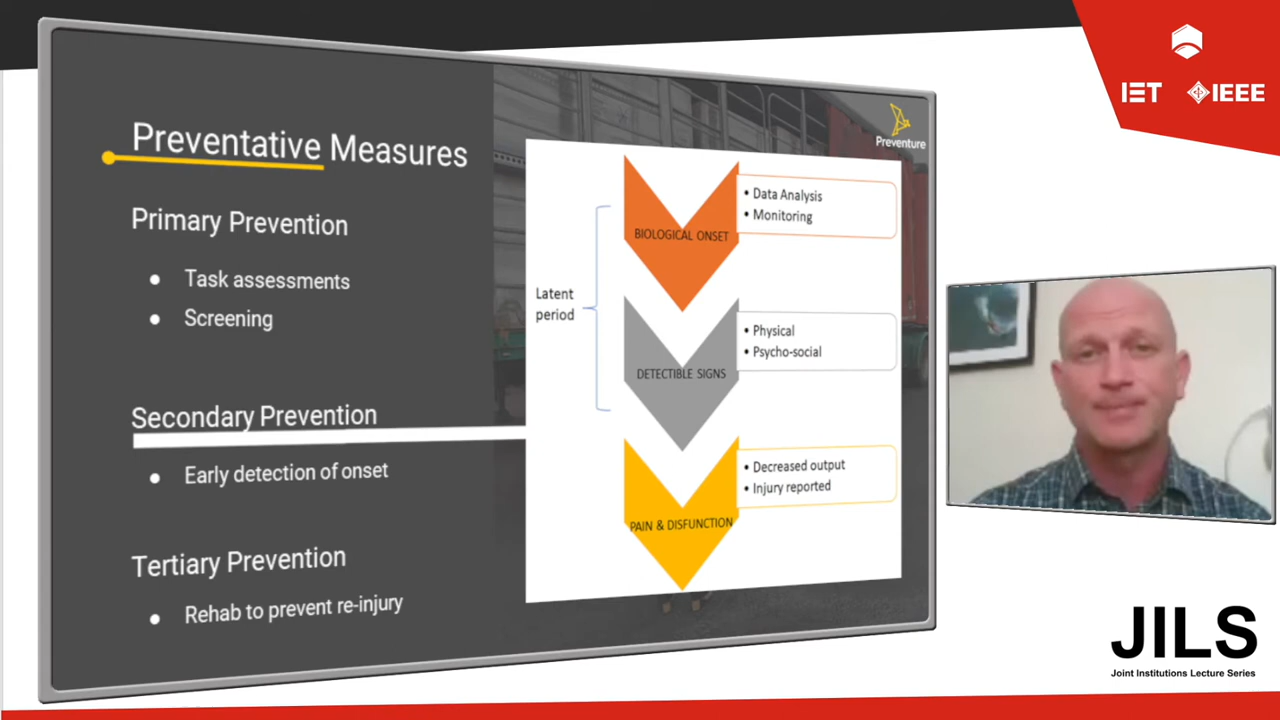 Preventative Measures
Primary Prevention
Task assessments
Screening
Secondary Prevention
Early detection of onset
Tertiary Prevention
Rehab to prevent re-injury
Preventure
Latent
period
BIOLOGICAL ONSET
• Data Analysis
• Monitoring
DETECTIBLE SIGNS
• Physical
• Psycho-social
PAIN & DISFUNCTION
• Decreased output
• Injury reported
IET
IEEE
JILS
Joint Institutions Lecture Series